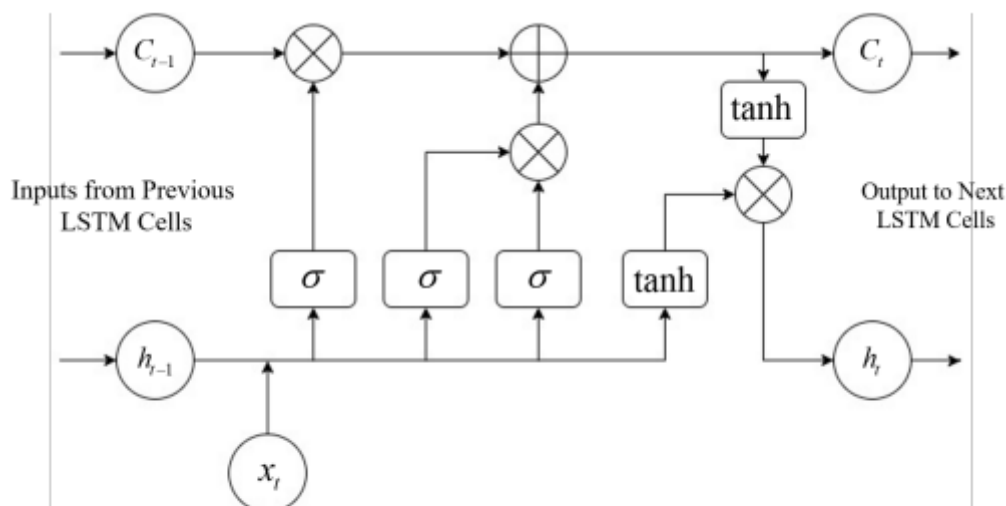 C_{t-1}
C_t
tanh
Inputs from Previous
LSTM Cells
Output to Next
LSTM Cells
σ
σ
σ
tanh
h_{t-1}
h_t
x_t